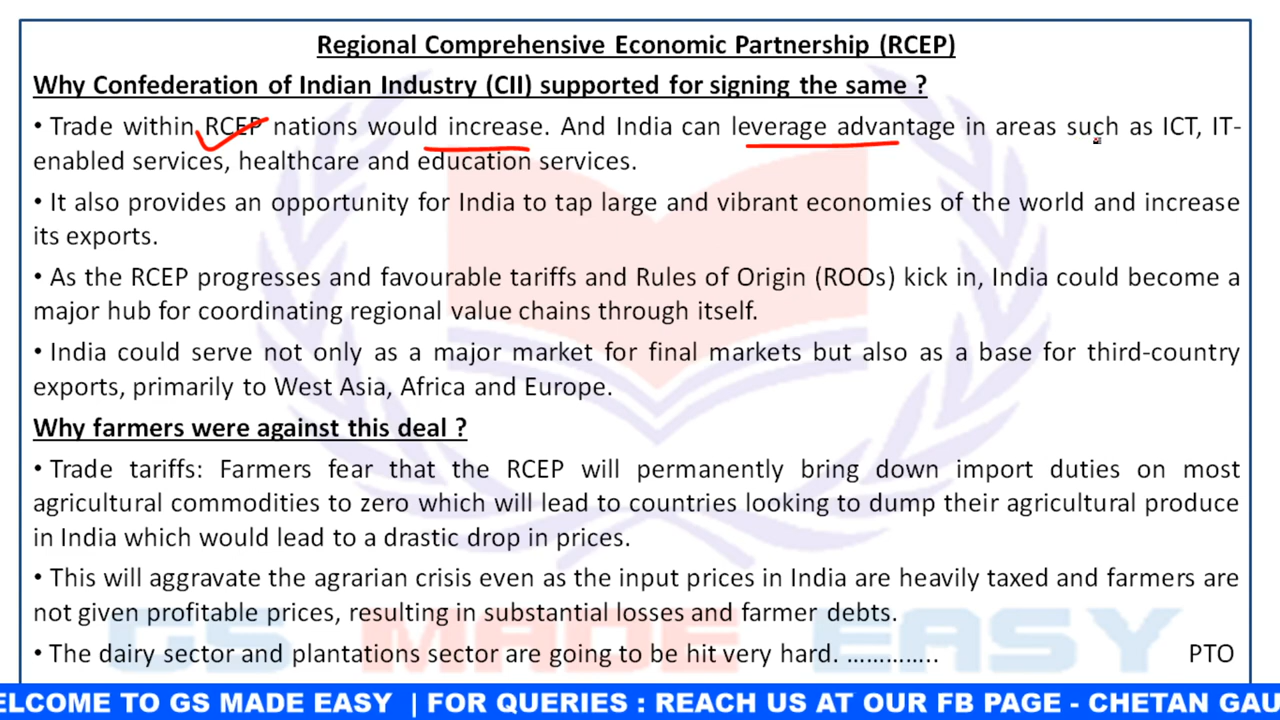 Regional Comprehensive Economic Partnership (RCEP)
Why Confederation of Indian Industry (CII) supported for signing the same ?
• Trade within RCEP nations would increase. And India can leverage advantage in areas such as ICT, IT-
enabled services, healthcare and education services.
• It also provides an opportunity for India to tap large and vibrant economies of the world and increase
its exports.
• As the RCEP progresses and favourable tariffs and Rules of Origin (ROOs) kick in, India could become a
major hub for coordinating regional value chains through itself.
• India could serve not only as a major market for final markets but also as a base for third-country
exports, primarily to West Asia, Africa and Europe.
Why farmers were against this deal ?
• Trade tariffs: Farmers fear that the RCEP will permanently bring down import duties on most
agricultural commodities to zero which will lead to countries looking to dump their agricultural produce
in India which would lead to a drastic drop in prices.
• This will aggravate the agrarian crisis even as the input prices in India are heavily taxed and farmers are
not given profitable prices, resulting in substantial losses and farmer debts.
• The dairy sector and plantations sector are going to be hit very hard. ………….. PTO
GS MADE EASY
ELCOME TO GS MADE EASY | FOR QUERIES : REACH US AT OUR FB PAGE - CHETAN GAU